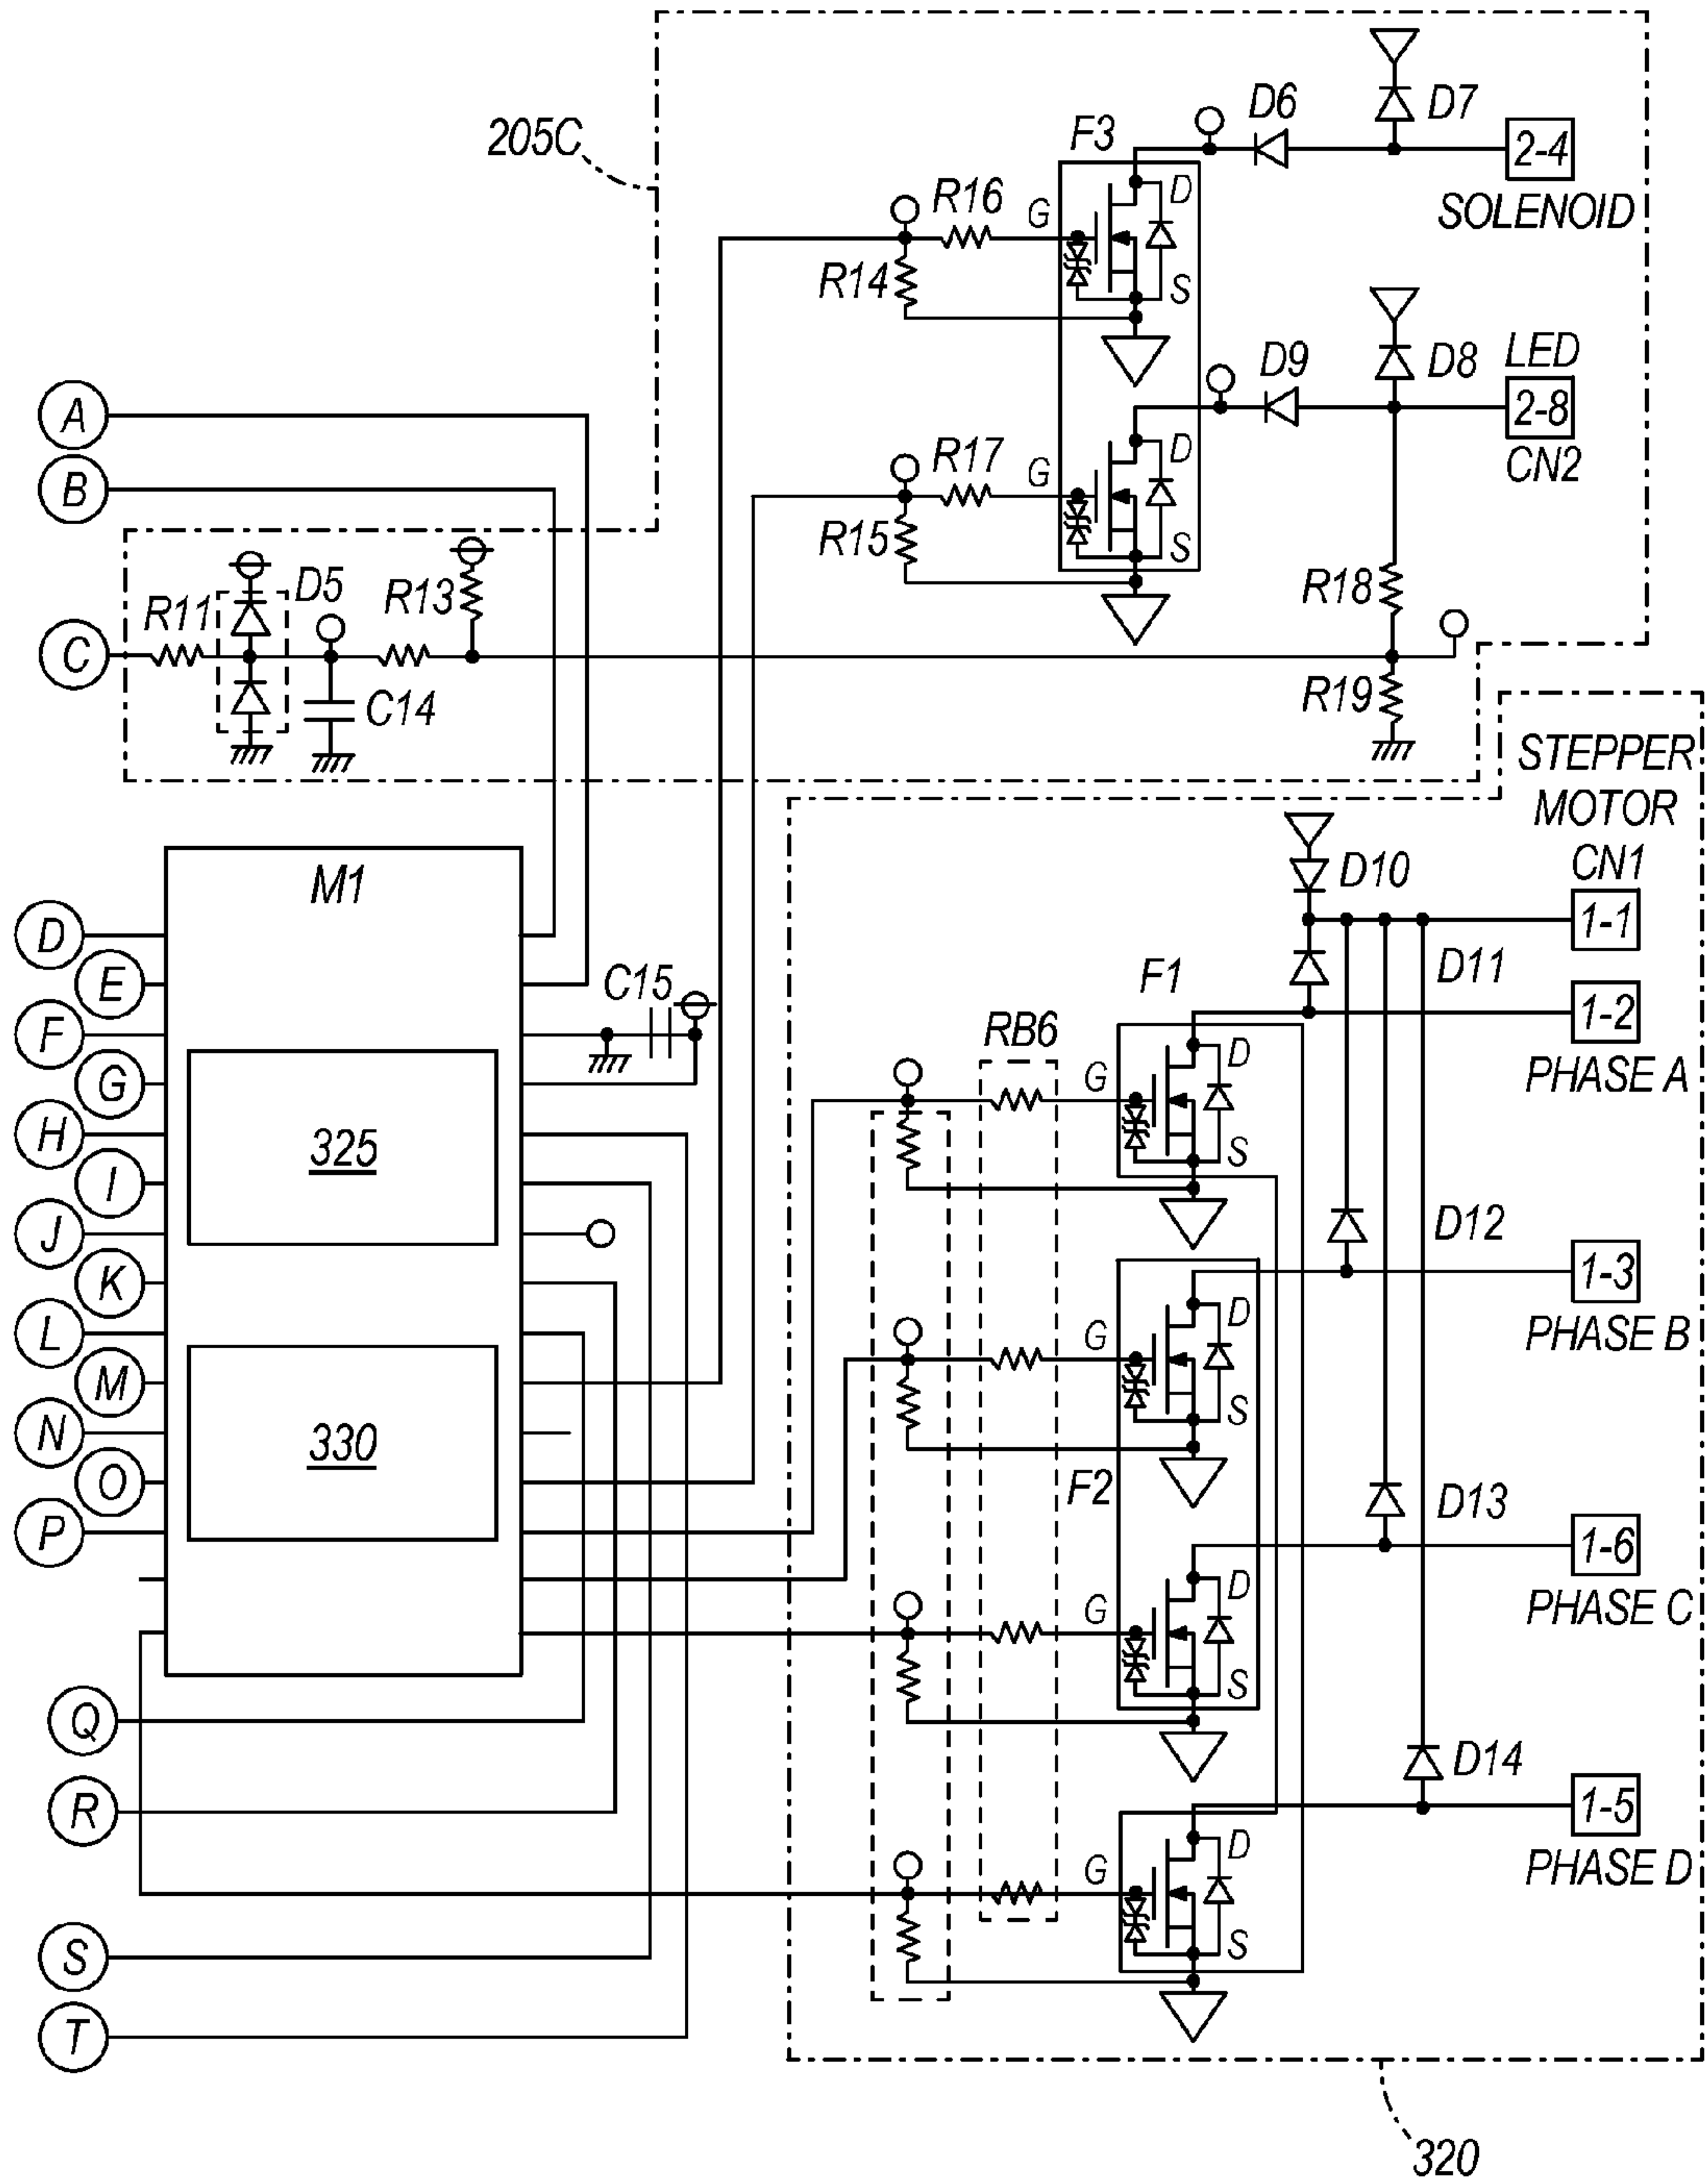 205C
F3
D6
D7
2-4
SOLENOID
R16
G
D
S
R14
D9
D8
LED
2-8
CN2
A
B
R17
G
D
S
R15
R11
D5
R13
R18
C
C14
R19
STEPPER
MOTOR
CN1
M1
D10
1-1
D
E
C15
F1
D11
1-2
PHASE A
F
RB6
G
G
D
S
H
325
I
J
D12
1-3
PHASE B
K
L
G
D
S
M
N
330
O
F2
D13
1-6
PHASE C
P
G
D
S
Q
D14
R
1-5
PHASE D
G
D
S
S
T
320